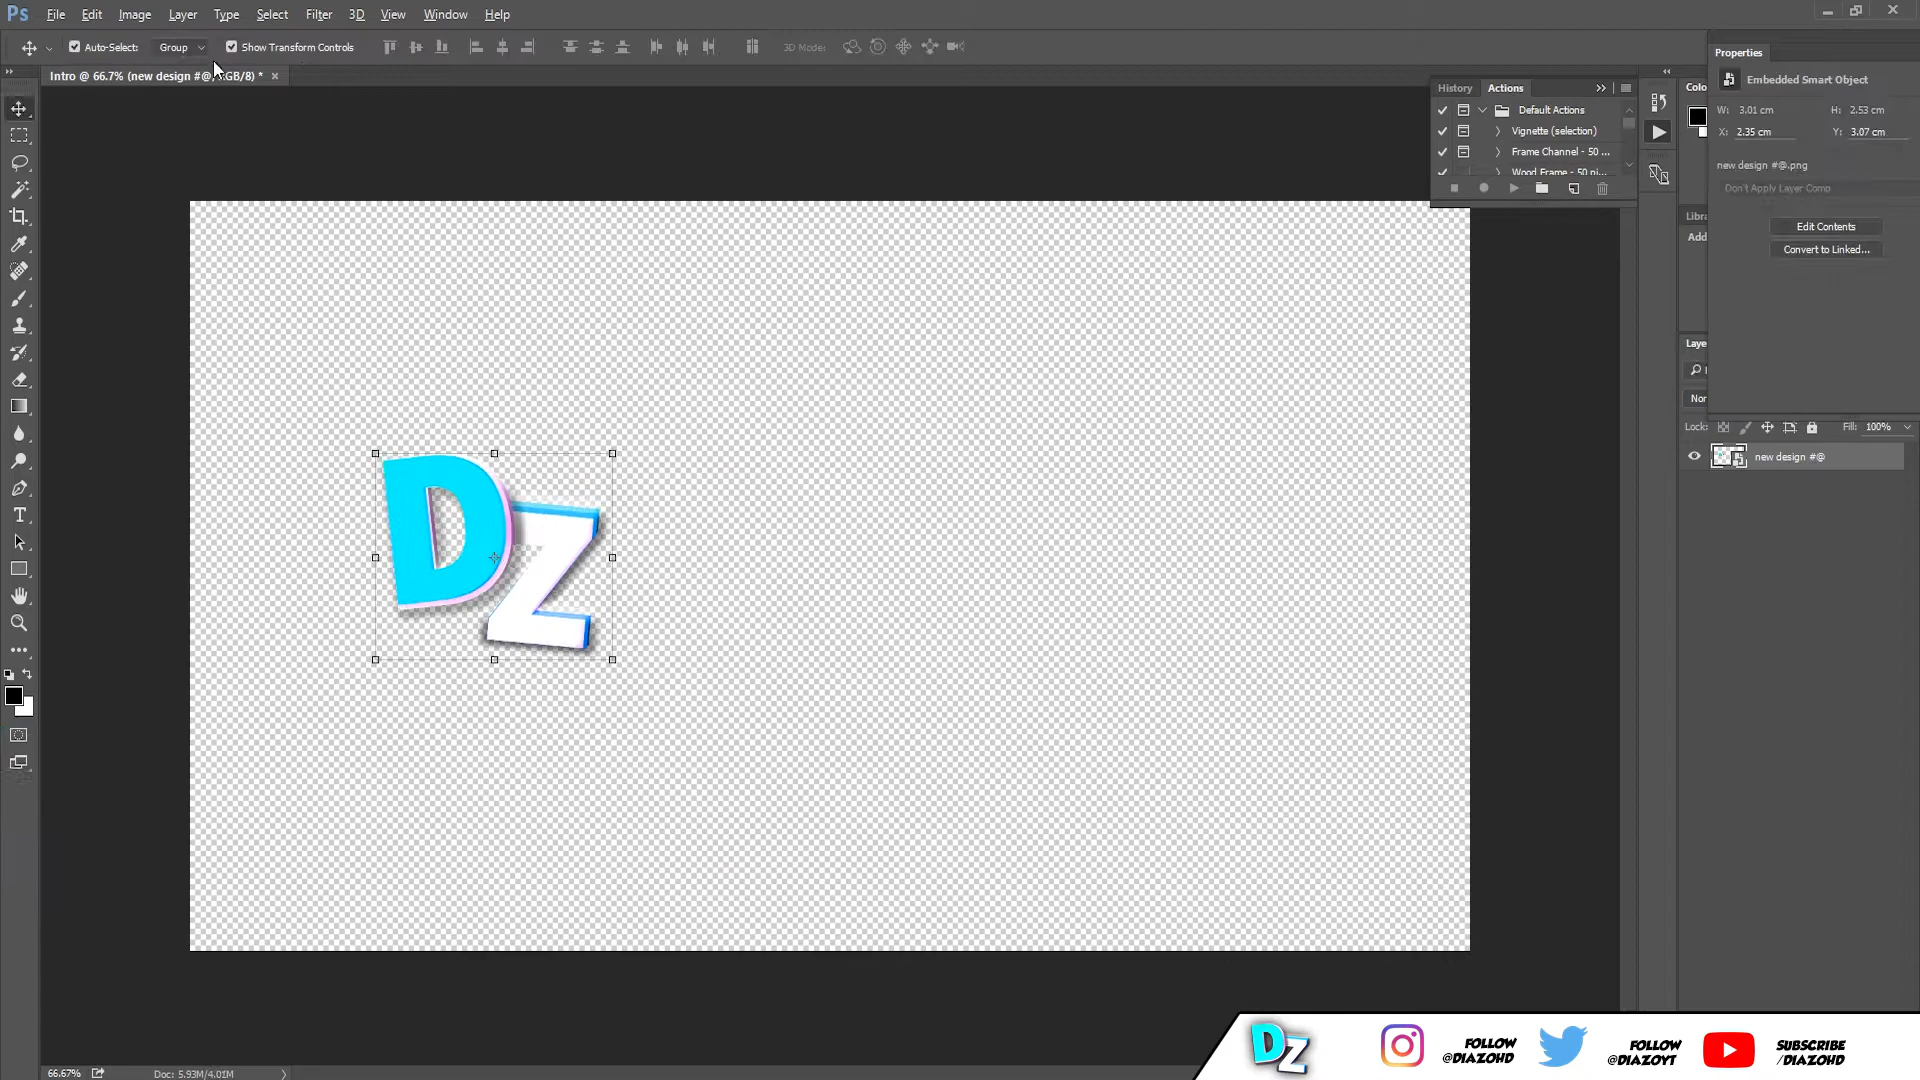 Ps File Edit Image Layer Type Select Filter 3D View Window Help
Auto-Select: Group Show Transform Controls 3D Mode:
Intro @ 66.7% (new design #@, RGB/8) *
History Actions
Default Actions
Vignette (selection)
Frame Channel - 50 ...
Wood Frame - 50 pi...
Properties
Embedded Smart Object
W: 3.01 cm H: 2.53 cm
X: 2.35 cm Y: 3.07 cm
new design #@.png
Don't Apply Layer Comp
Edit Contents
Convert to Linked...
Colo
Libra
Add
Laye
Nor
Lock: Fill: 100%
new design #@
DZ
66.67% Doc: 5.93M/4.01M
DZ
FOLLOW
@DIAZOHD
FOLLOW
@DIAZOYT
SUBSCRIBE
/DIAZOHD